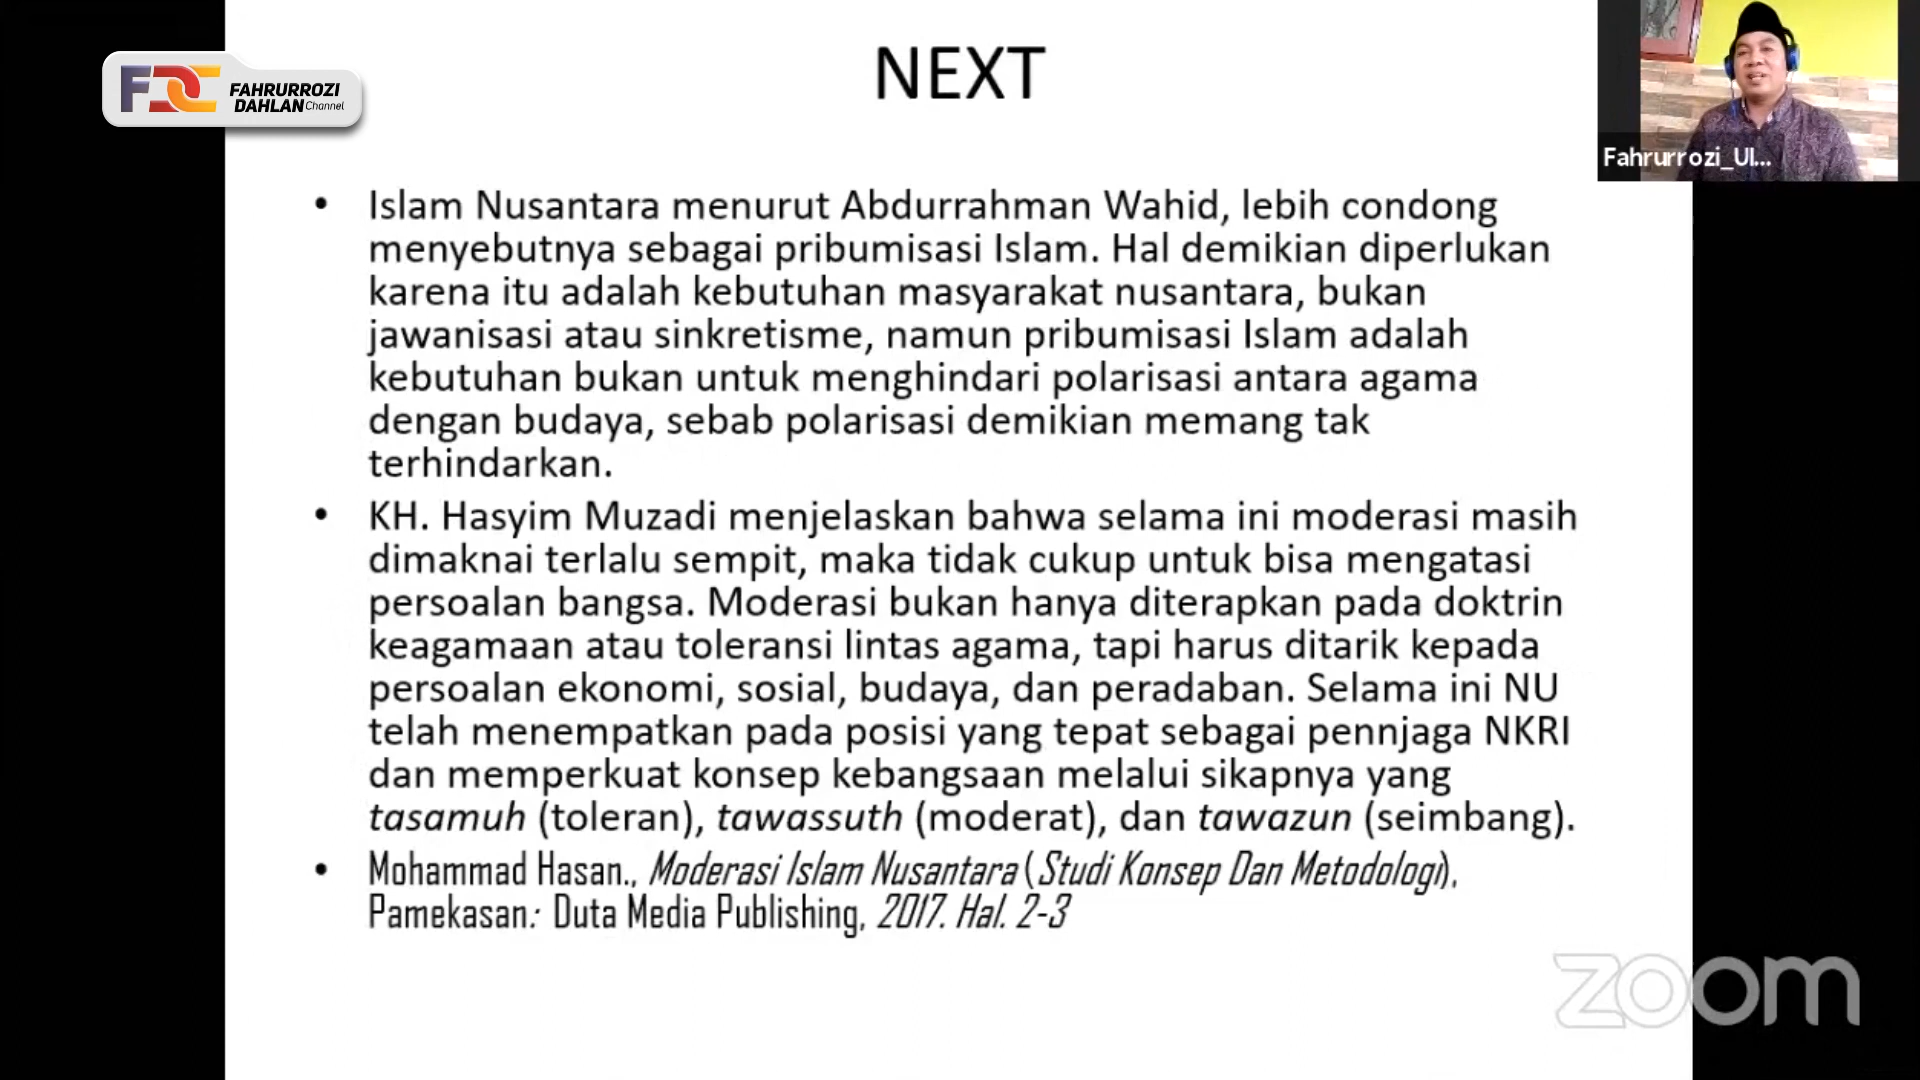 NEXT
FAHRURROZI
DAHLAN Channel
Fahrurrozi_UI...
• Islam Nusantara menurut Abdurrahman Wahid, lebih condong
menyebutnya sebagai pribumisasi Islam. Hal demikian diperlukan
karena itu adalah kebutuhan masyarakat nusantara, bukan
jawanisasi atau sinkretisme, namun pribumisasi Islam adalah
kebutuhan bukan untuk menghindari polarisasi antara agama
dengan budaya, sebab polarisasi demikian memang tak
terhindarkan.
• KH. Hasyim Muzadi menjelaskan bahwa selama ini moderasi masih
dimaknai terlalu sempit, maka tidak cukup untuk bisa mengatasi
persoalan bangsa. Moderasi bukan hanya diterapkan pada doktrin
keagamaan atau toleransi lintas agama, tapi harus ditarik kepada
persoalan ekonomi, sosial, budaya, dan peradaban. Selama ini NU
telah menempatkan pada posisi yang tepat sebagai pennjaga NKRI
dan memperkuat konsep kebangsaan melalui sikapnya yang
tasamuh (toleran), tawassuth (moderat), dan tawazun (seimbang).
• Mohammad Hasan., Moderasi Islam Nusantara ( Studi Konsep Dan Metodologi),
Pamekasan: Duta Media Publishing, 2017. Hal. 2-3
zoom